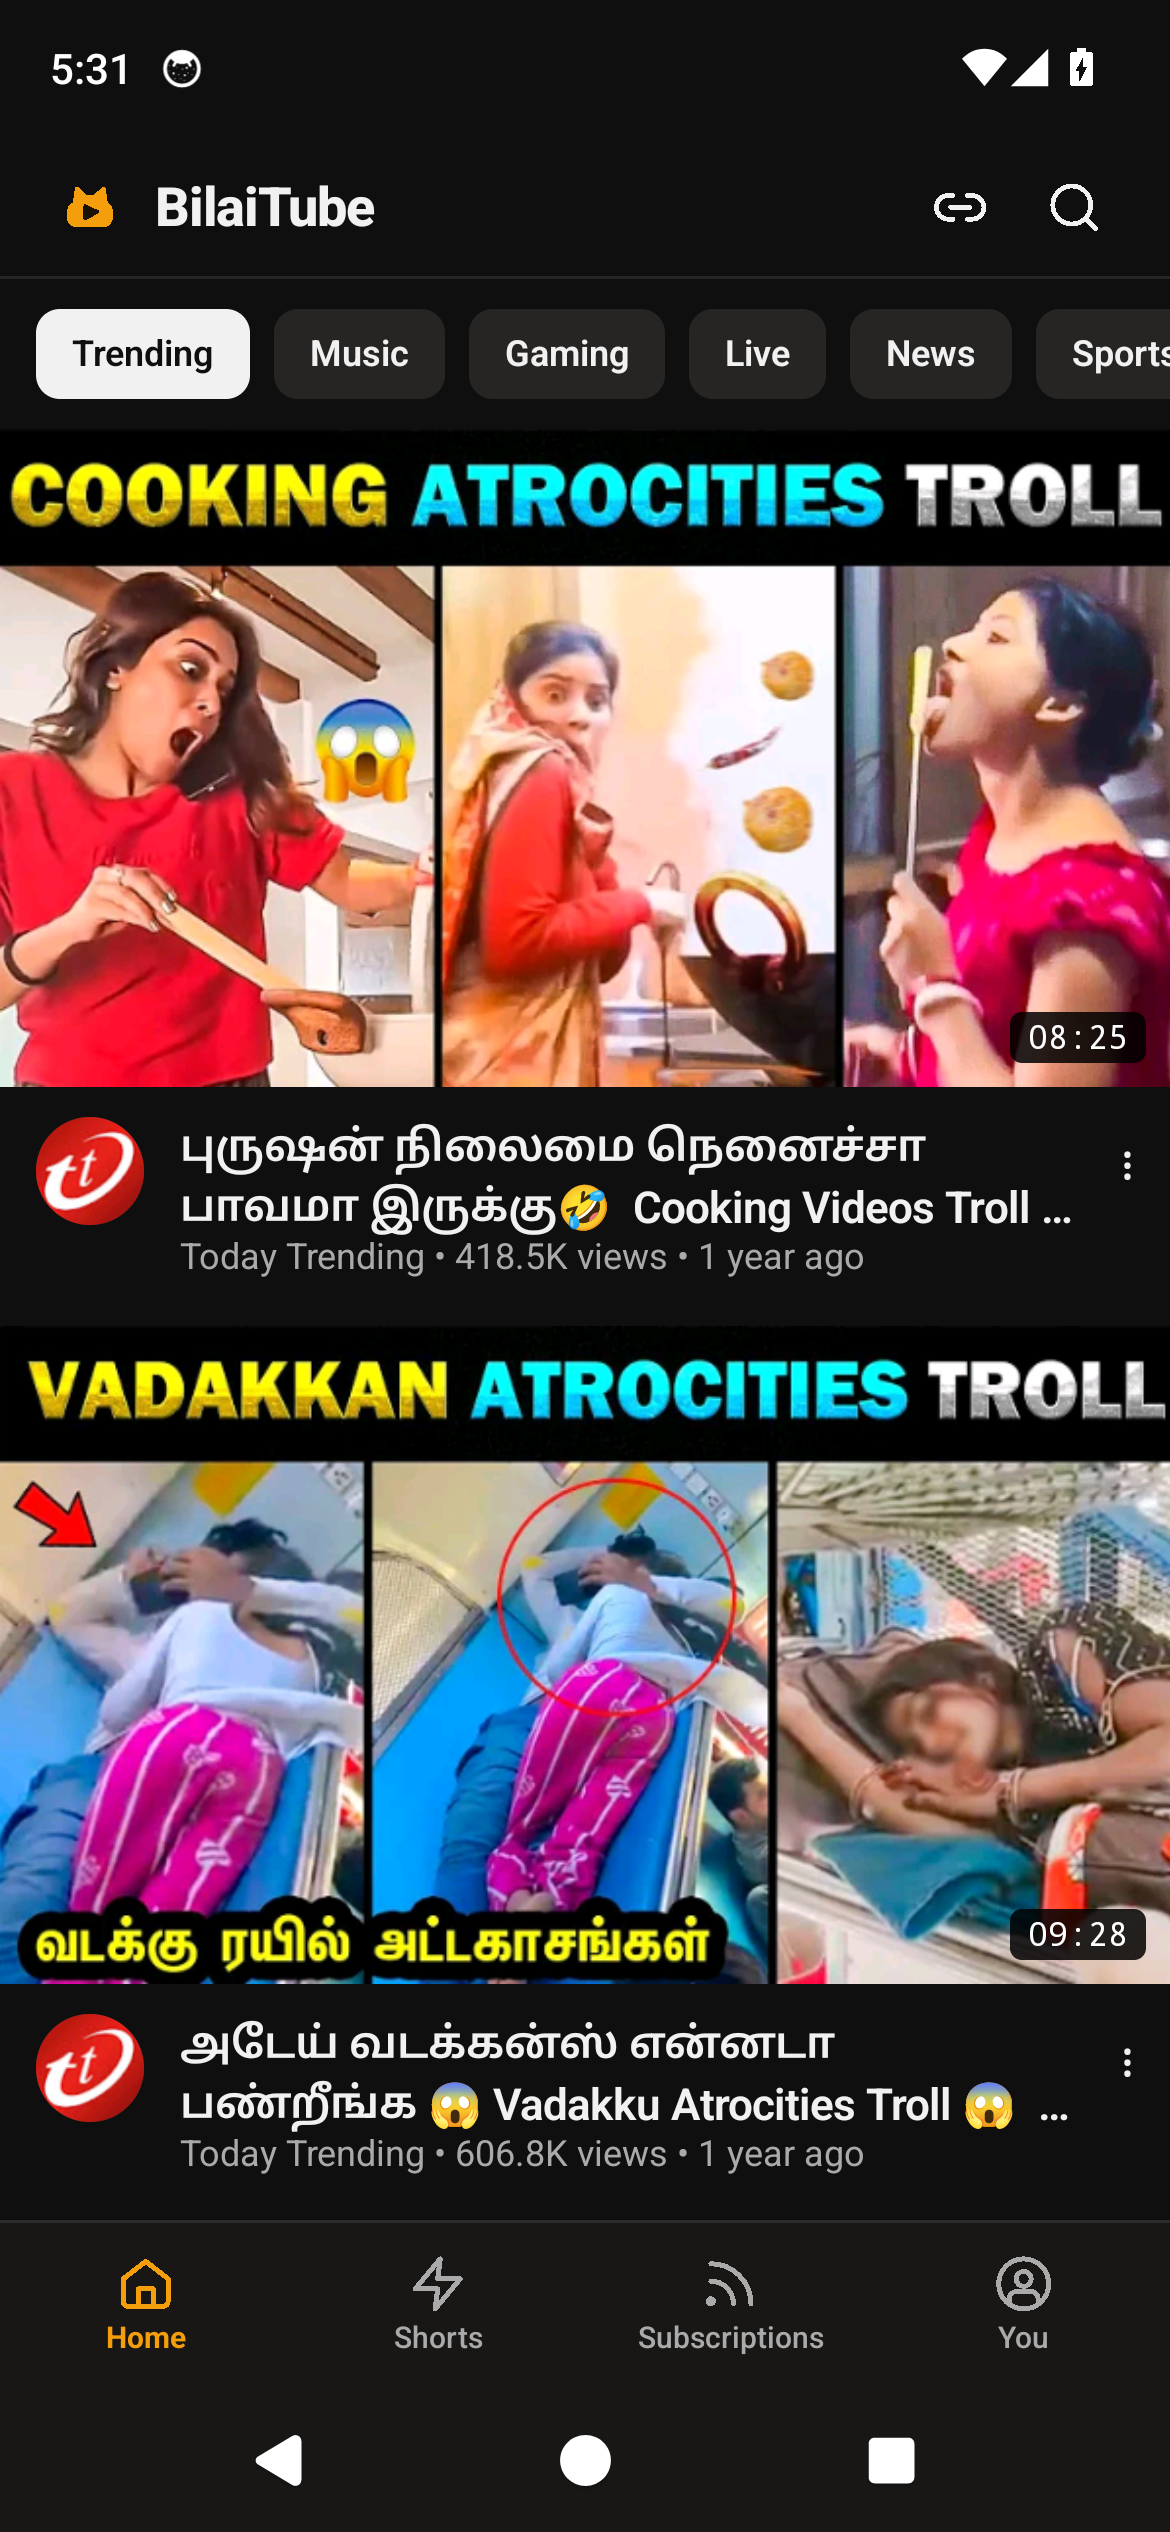 5:31
BilaiTube
Trending
Music
Gaming
Live
News
Sports
COOKING ATROCITIES TROLL
08:25
புருஷன் நிலைமை நெனைச்சா
பாவமா இருக்கு🤣 Cooking Videos Troll ...
Today Trending • 418.5K views • 1 year ago
VADAKKAN ATROCITIES TROLL
வடக்கு ரயில் அட்டகாசங்கள்
09:28
அடேய் வடக்கன்ஸ் என்னடா
பண்றீங்க 😱 Vadakku Atrocities Troll 😱 ...
Today Trending • 606.8K views • 1 year ago
Home
Shorts
Subscriptions
You